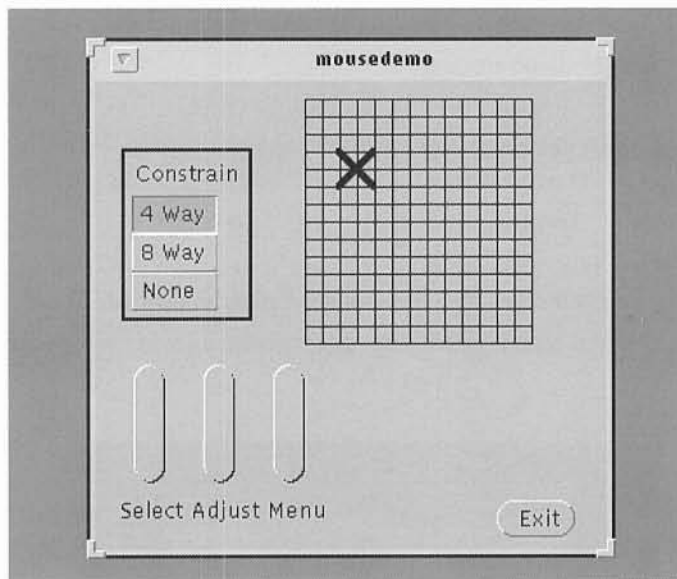 mousedemo
Constrain
4 Way
8 Way
None
Select Adjust Menu
Exit